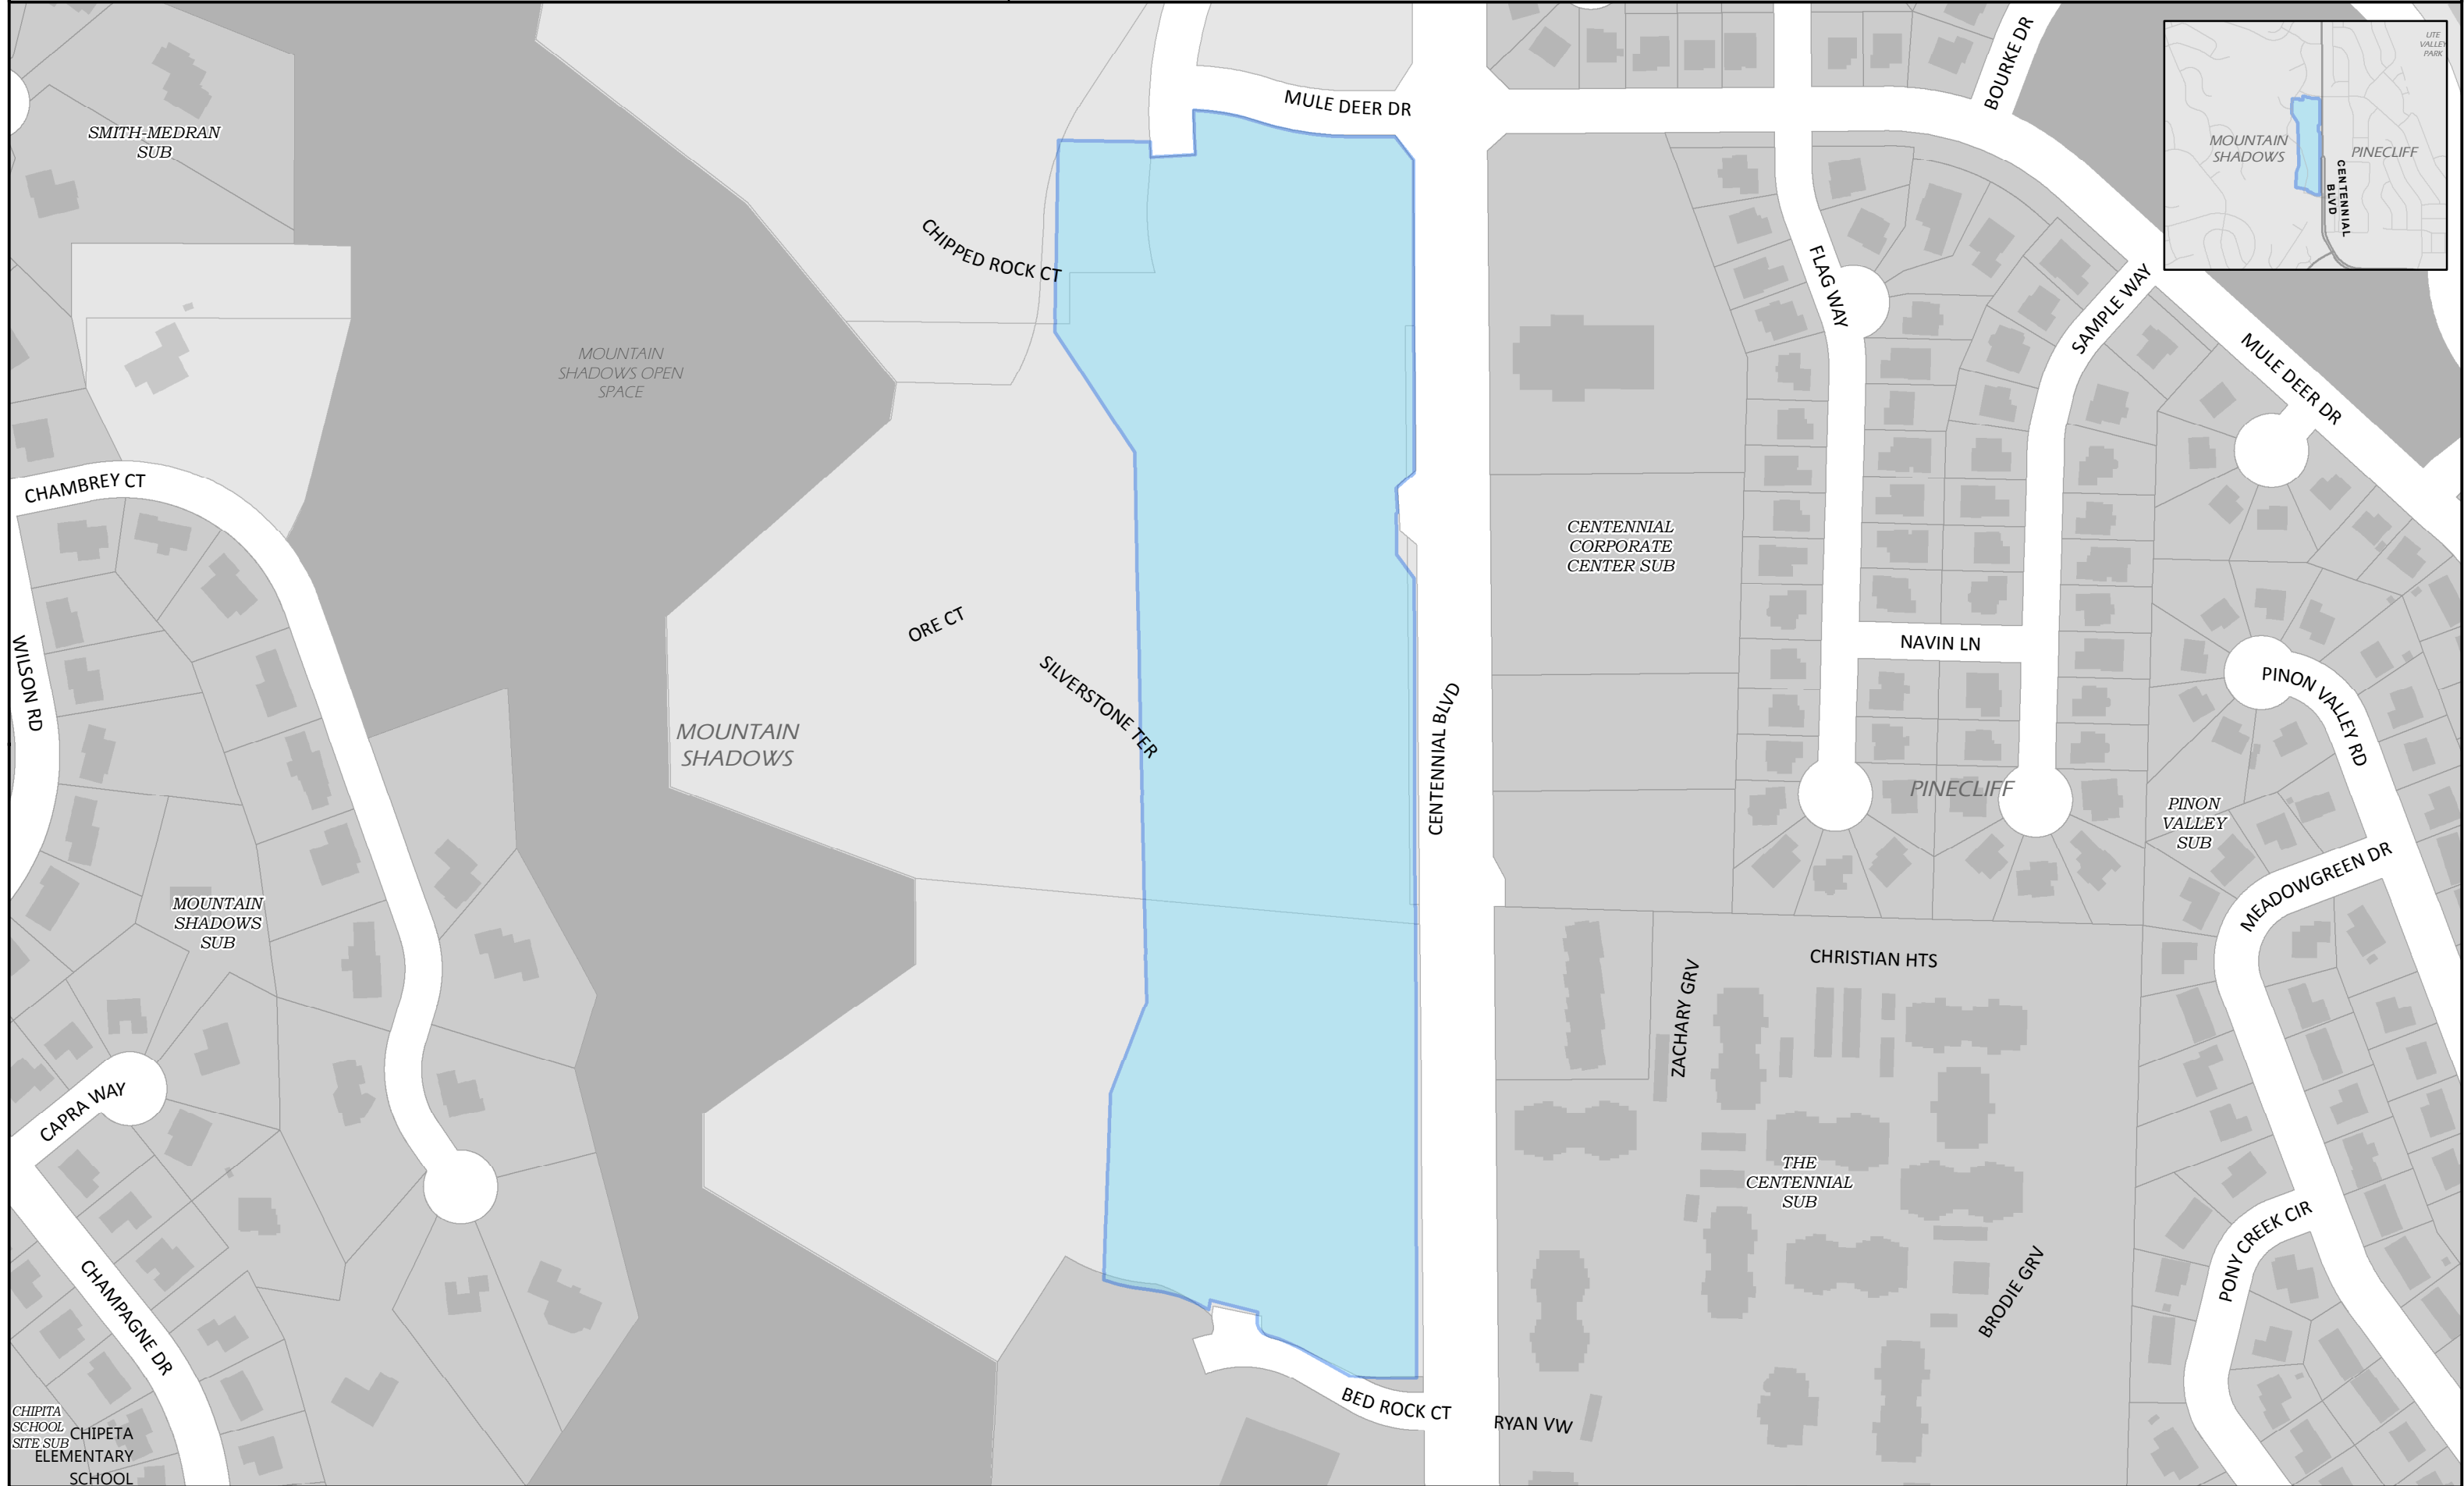 MULE DEER DR
BOURKE DR
UTE
VALLEY
PARK
MOUNTAIN
SHADOWS
PINECLIFF
CENTENNIAL
BLVD
SMITH-MEDRAN
SUB
CHIPPED ROCK CT
FLAG WAY
SAMPLE WAY
MULE DEER DR
MOUNTAIN
SHADOWS OPEN
SPACE
CHAMBREY CT
CENTENNIAL
CORPORATE
CENTER SUB
ORE CT
NAVIN LN
WILSON RD
SILVERSTONE TER
MOUNTAIN
SHADOWS
CENTENNIAL BLVD
PINON VALLEY RD
PINECLIFF
PINON
VALLEY
SUB
MEADOWGREEN DR
MOUNTAIN
SHADOWS
SUB
CHRISTIAN HTS
ZACHARY GRV
CAPRA WAY
THE
CENTENNIAL
SUB
PONY CREEK CIR
BRODIE GRV
CHAMPAGNE DR
BED ROCK CT
RYAN VW
CHIPITA
SCHOOL
SITE SUB
CHIPETA
ELEMENTARY
SCHOOL